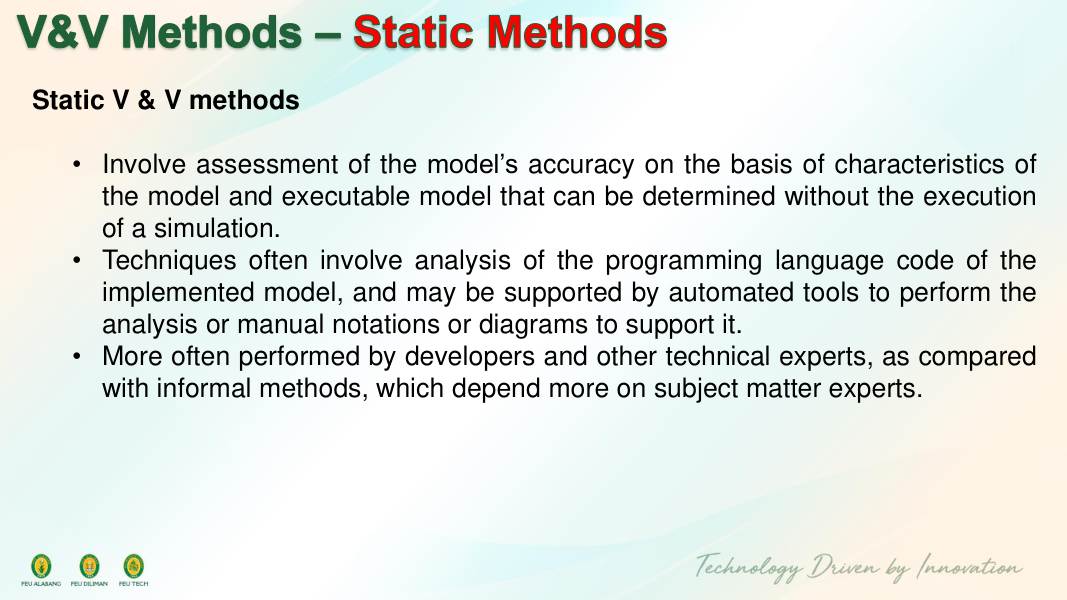 V&V Methods – Static Methods
Static V & V methods
• Involve assessment of the model’s accuracy on the basis of characteristics of
the model and executable model that can be determined without the execution
of a simulation.
• Techniques often involve analysis of the programming language code of the
implemented model, and may be supported by automated tools to perform the
analysis or manual notations or diagrams to support it.
• More often performed by developers and other technical experts, as compared
with informal methods, which depend more on subject matter experts.
FEU ALABANG FEU DILIMAN FEU TECH
Technology Driven by Innovation